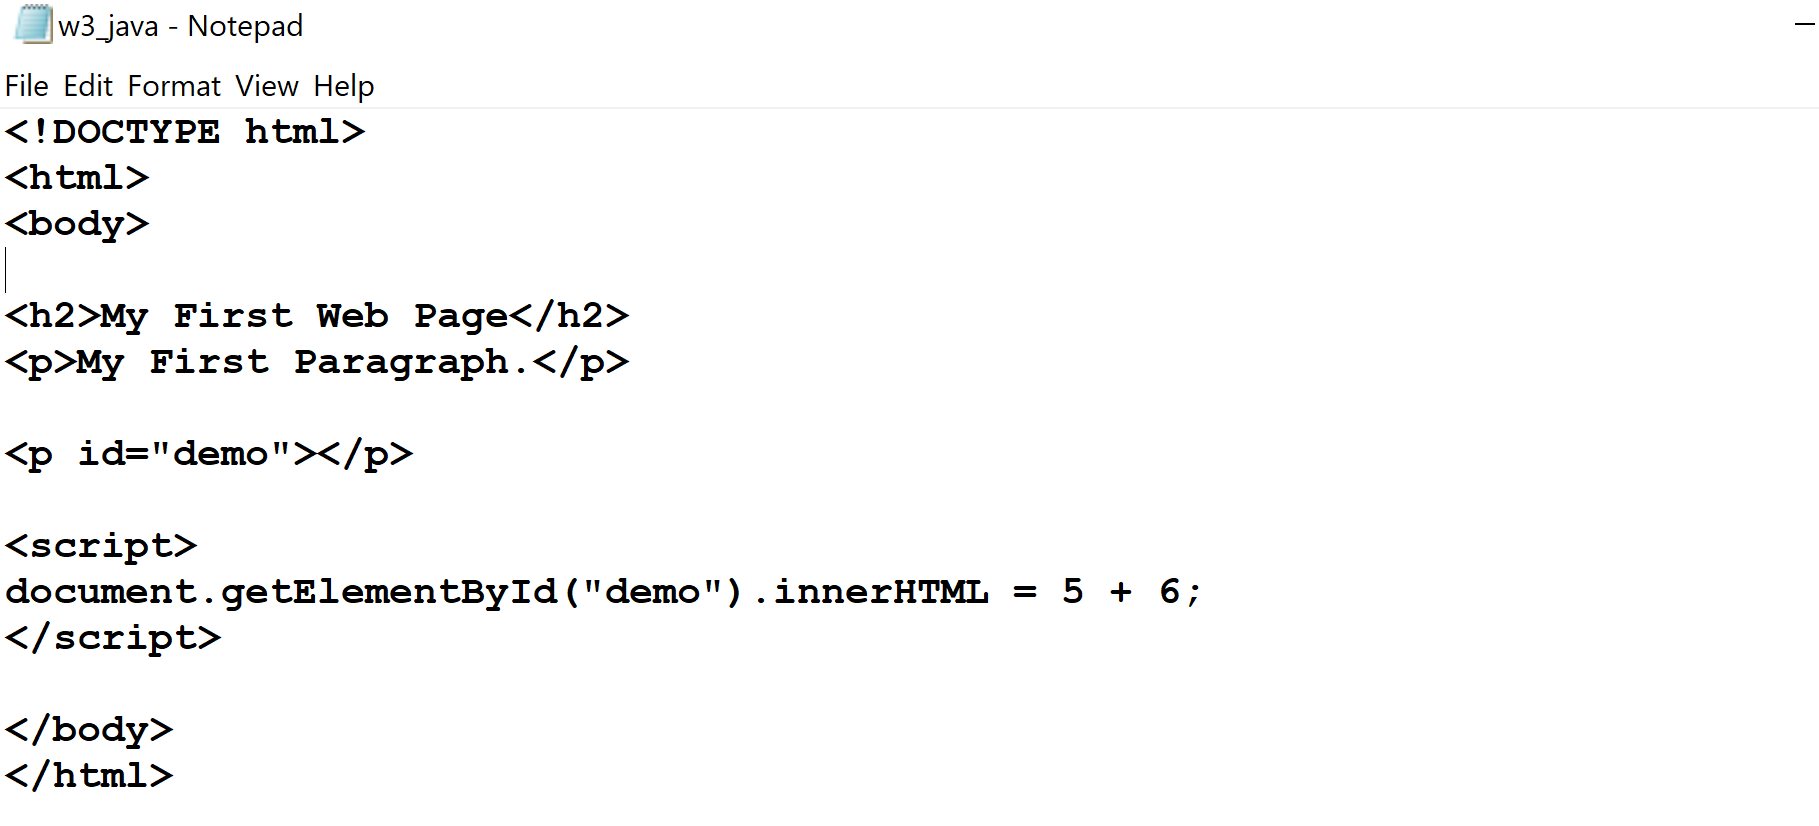 w3_java - Notepad
File Edit Format View Help
<!DOCTYPE html>
<html>
<body>
<h2>My First Web Page</h2>
<p>My First Paragraph.</p>
<p id="demo"></p>
<script>
document.getElementById("demo").innerHTML = 5 + 6;
</script>
</body>
</html>